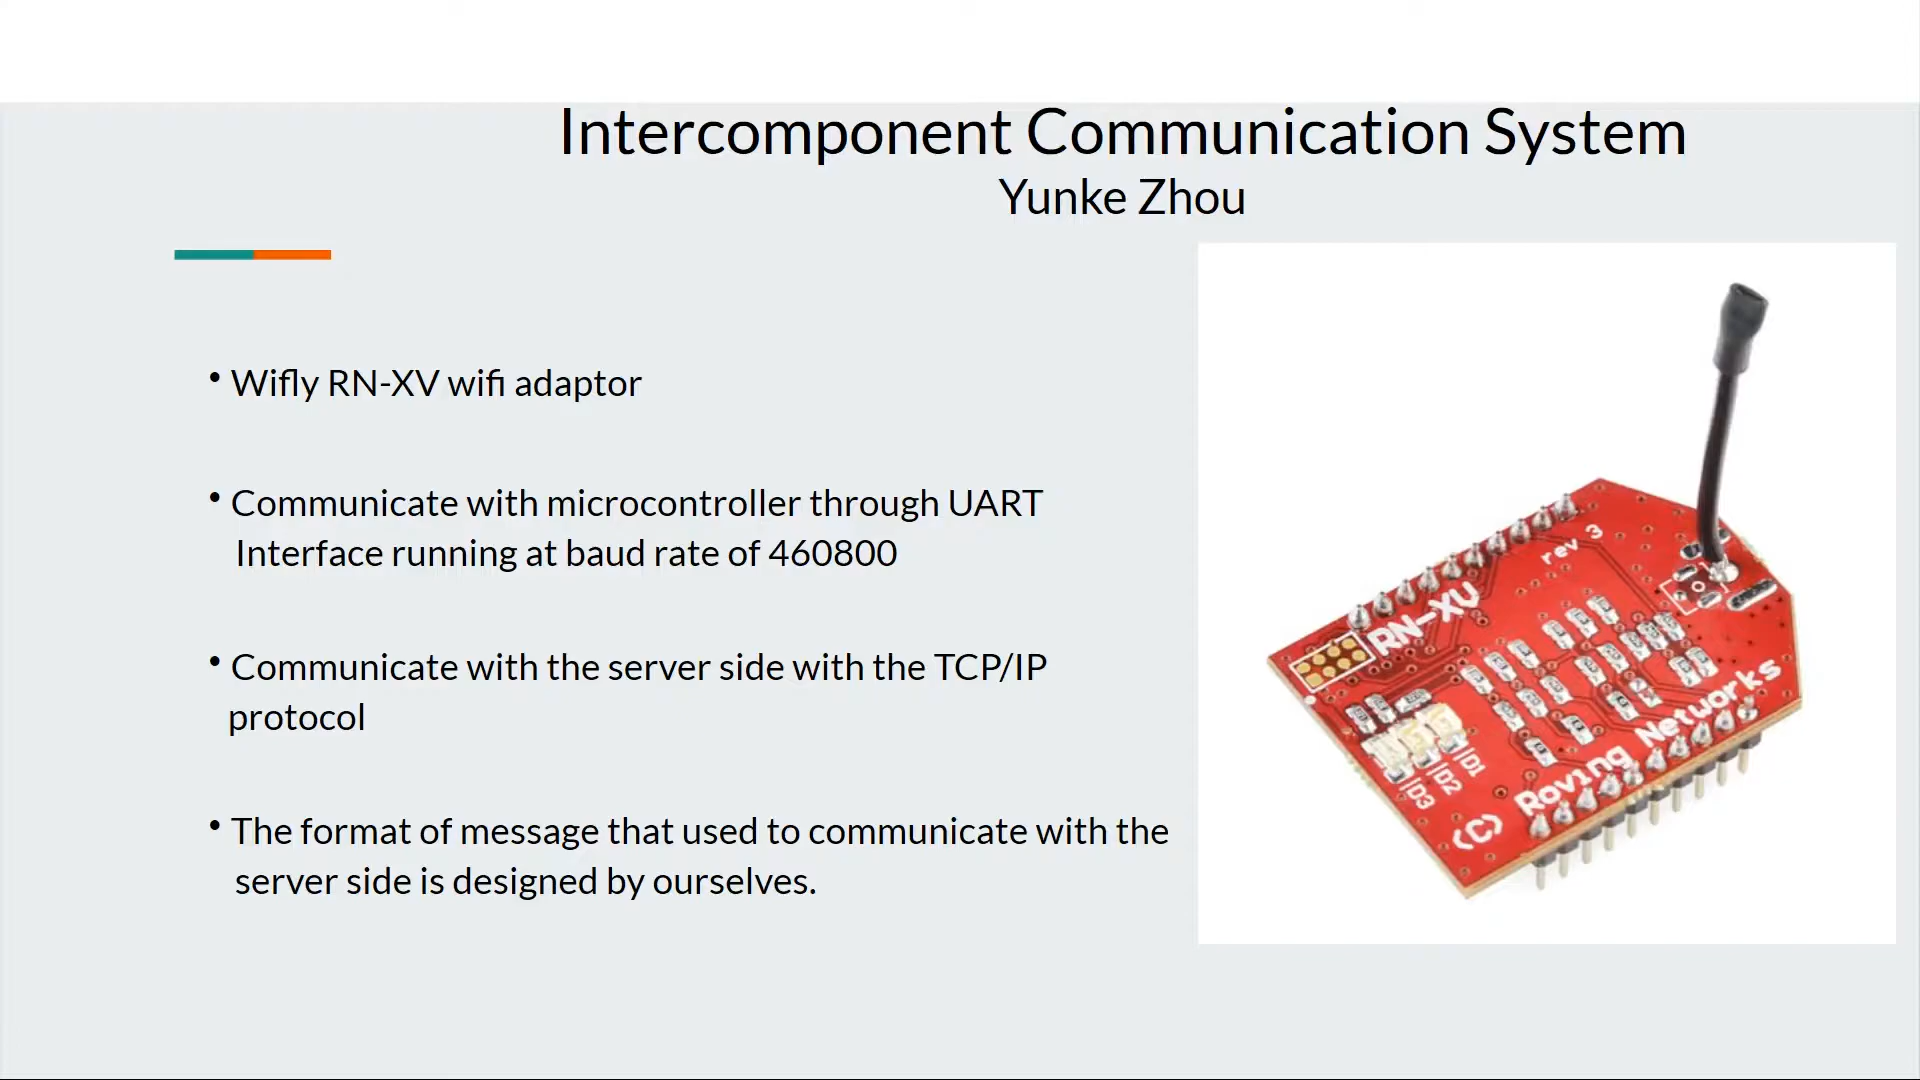 Intercomponent Communication System
Yunke Zhou
• Wifly RN-XV wifi adaptor
• Communicate with microcontroller through UART
Interface running at baud rate of 460800
• Communicate with the server side with the TCP/IP
protocol
• The format of message that used to communicate with the
server side is designed by ourselves.
rev 3
RN-XV
D1
D2
D3
(C) Roving Networks